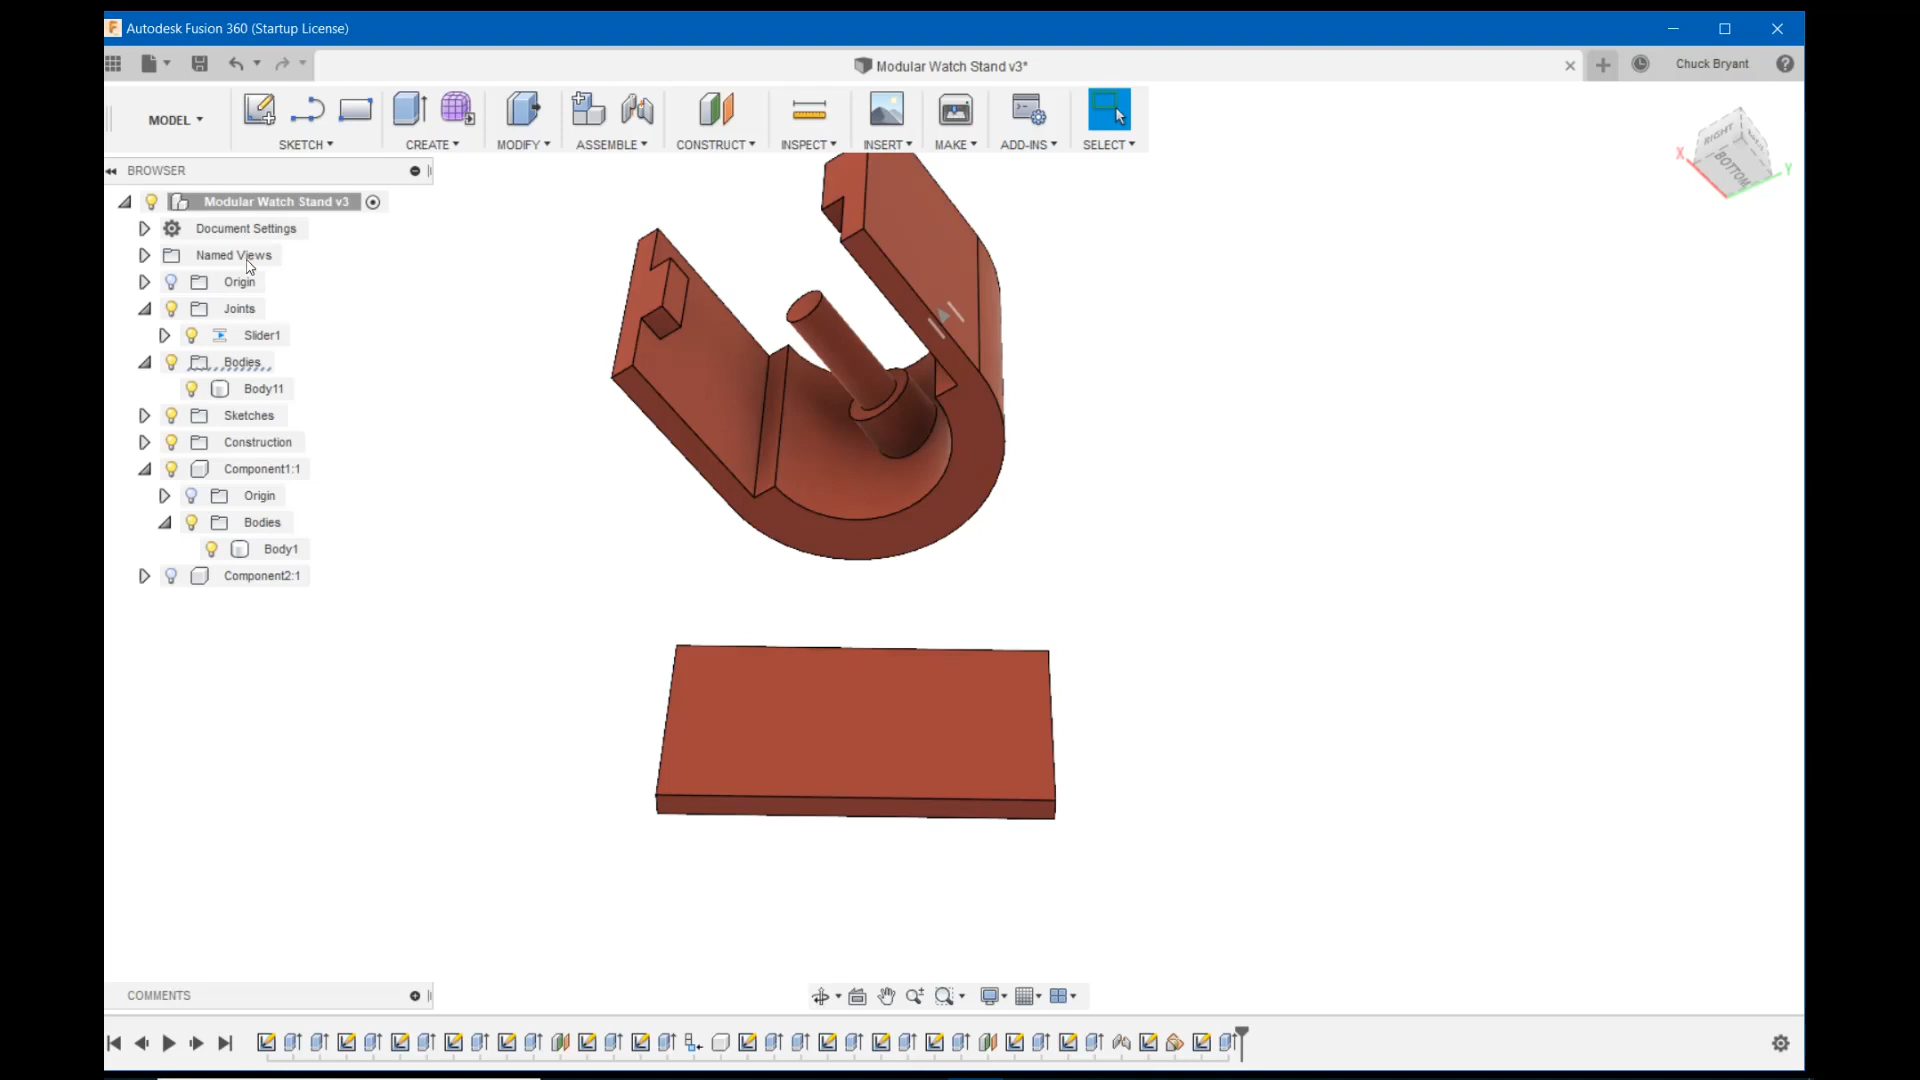 Autodesk Fusion 360 (Startup License)
Modular Watch Stand v3*
Chuck Bryant
MODEL
SKETCH
CREATE
MODIFY
ASSEMBLE
CONSTRUCT
INSPECT
INSERT
MAKE
ADD-INS
SELECT
BROWSER
Modular Watch Stand v3
Document Settings
Named Views
Origin
Joints
Slider1
Bodies
Body11
Sketches
Construction
Component1:1
Origin
Bodies
Body1
Component2:1
RIGHT
BOTTOM
X
Y
COMMENTS